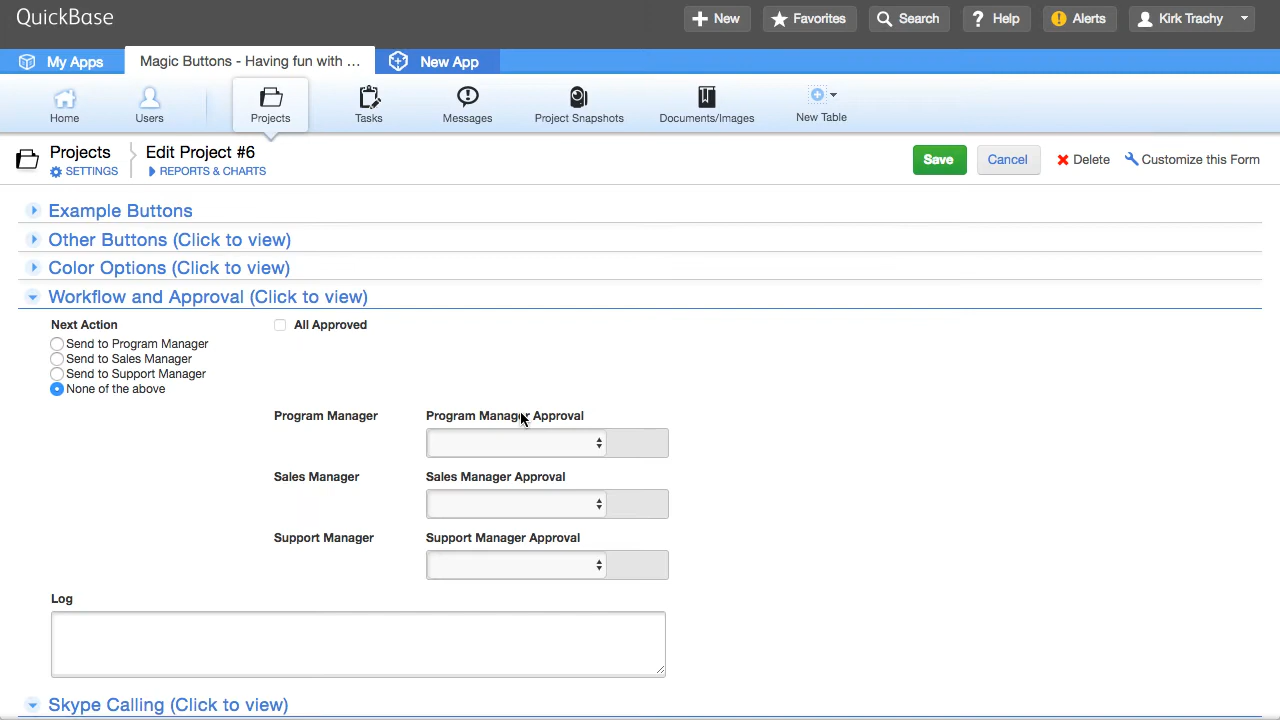 QuickBase
New
Favorites
Search
Help
Alerts
Kirk Trachy
My Apps
Magic Buttons - Having fun with ...
New App
Home
Users
Projects
Tasks
Messages
Project Snapshots
Documents/Images
New Table
Projects
Edit Project #6
SETTINGS
REPORTS & CHARTS
Save
Cancel
Delete
Customize this Form
Example Buttons
Other Buttons (Click to view)
Color Options (Click to view)
Workflow and Approval (Click to view)
Next Action
All Approved
Send to Program Manager
Send to Sales Manager
Send to Support Manager
None of the above
Program Manager
Program Manager Approval
Sales Manager
Sales Manager Approval
Support Manager
Support Manager Approval
Log
Skype Calling (Click to view)